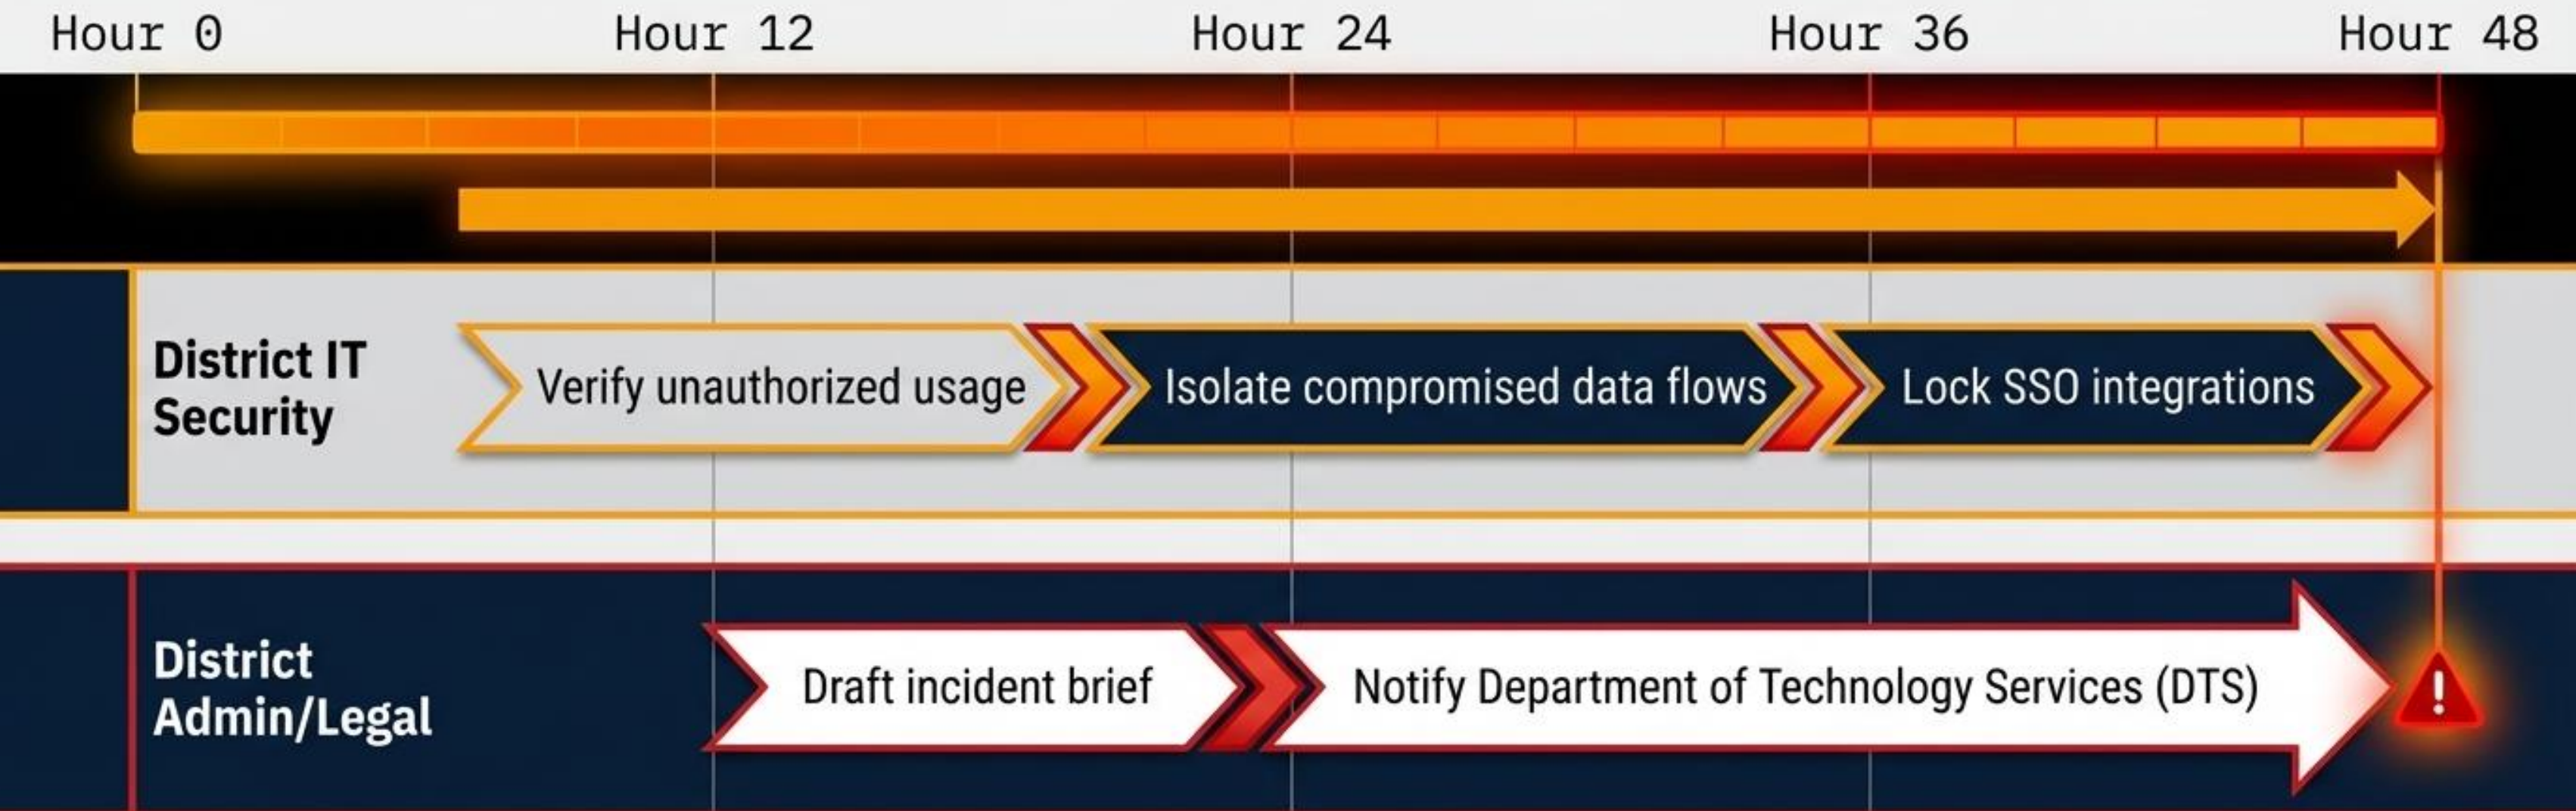 Hour 0 Hour 12 Hour 24 Hour 36 Hour 48
District IT
Security
Verify unauthorized usage
Isolate compromised data flows
Lock SSO integrations
District
Admin/Legal
Draft incident brief
Notify Department of Technology Services (DTS)
!